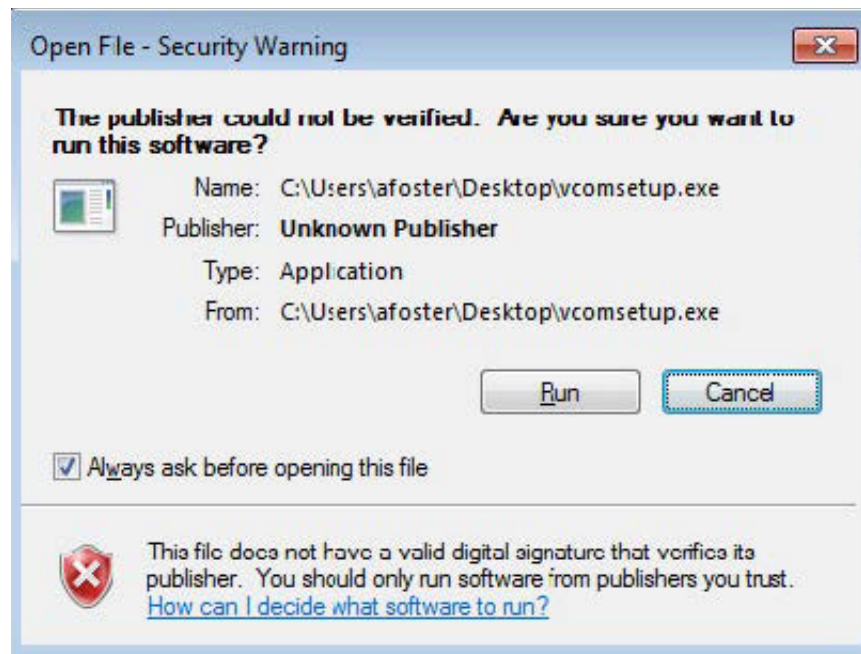 Open File - Security Warning
The publisher could not be verified.  Are you sure you want to
run this software?
Name: C:\Users\afoster\Desktop\vcomsetup.exe
Publisher: Unknown Publisher
Type: Application
From: C:\Users\afoster\Desktop\vcomsetup.exe
Run Cancel
Always ask before opening this file
This file does not have a valid digital signature that verifies its
publisher.  You should only run software from publishers you trust.
How can I decide what software to run?